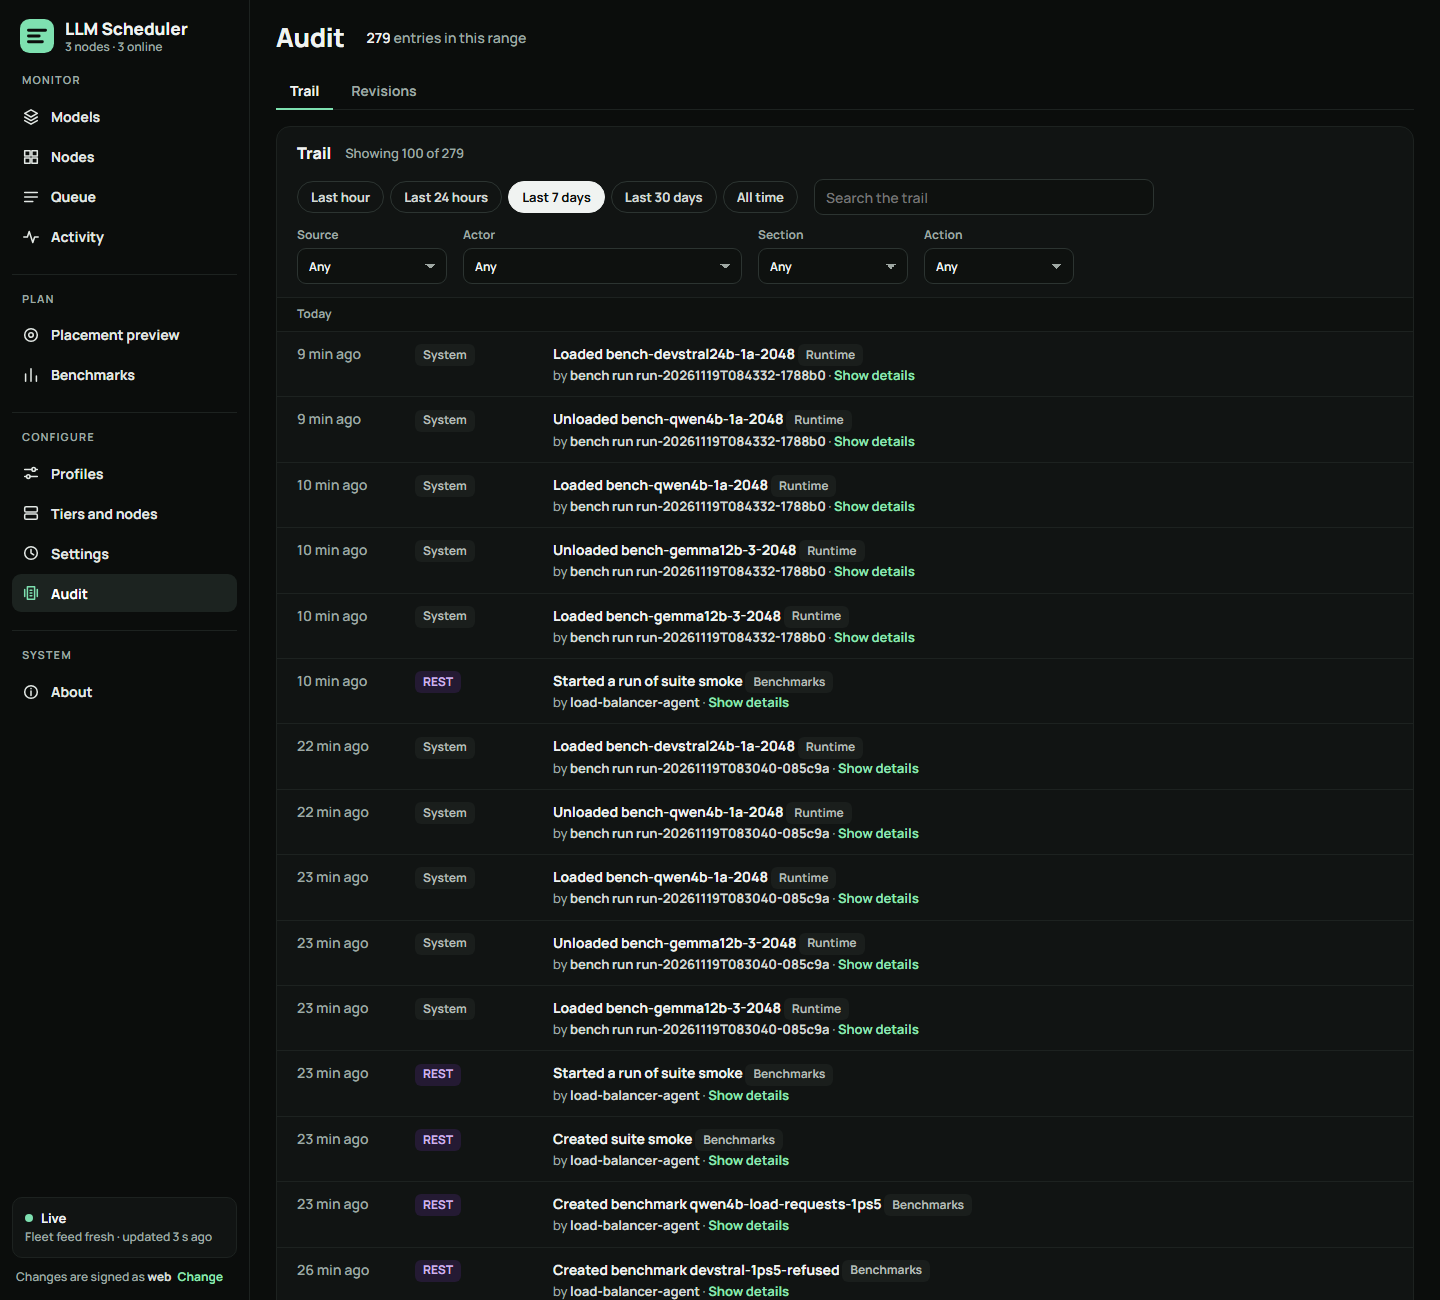 LLM Scheduler
3 nodes · 3 online
MONITOR
Models
Nodes
Queue
Activity
PLAN
Placement preview
Benchmarks
CONFIGURE
Profiles
Tiers and nodes
Settings
Audit
SYSTEM
About
Live
Fleet feed fresh · updated 3 s ago
Changes are signed as web Change
Audit 279 entries in this range
Trail Revisions
Trail Showing 100 of 279
Last hour Last 24 hours Last 7 days Last 30 days All time Search the trail
Source Actor Section Action
Any Any Any Any
Today
9 min ago System Loaded bench-devstral24b-1a-2048 Runtime
by bench run run-20261119T084332-1788b0 · Show details
9 min ago System Unloaded bench-qwen4b-1a-2048 Runtime
by bench run run-20261119T084332-1788b0 · Show details
10 min ago System Loaded bench-qwen4b-1a-2048 Runtime
by bench run run-20261119T084332-1788b0 · Show details
10 min ago System Unloaded bench-gemma12b-3-2048 Runtime
by bench run run-20261119T084332-1788b0 · Show details
10 min ago System Loaded bench-gemma12b-3-2048 Runtime
by bench run run-20261119T084332-1788b0 · Show details
10 min ago REST Started a run of suite smoke Benchmarks
by load-balancer-agent · Show details
22 min ago System Loaded bench-devstral24b-1a-2048 Runtime
by bench run run-20261119T083040-085c9a · Show details
22 min ago System Unloaded bench-qwen4b-1a-2048 Runtime
by bench run run-20261119T083040-085c9a · Show details
23 min ago System Loaded bench-qwen4b-1a-2048 Runtime
by bench run run-20261119T083040-085c9a · Show details
23 min ago System Unloaded bench-gemma12b-3-2048 Runtime
by bench run run-20261119T083040-085c9a · Show details
23 min ago System Loaded bench-gemma12b-3-2048 Runtime
by bench run run-20261119T083040-085c9a · Show details
23 min ago REST Started a run of suite smoke Benchmarks
by load-balancer-agent · Show details
23 min ago REST Created suite smoke Benchmarks
by load-balancer-agent · Show details
23 min ago REST Created benchmark qwen4b-load-requests-1ps5 Benchmarks
by load-balancer-agent · Show details
26 min ago REST Created benchmark devstral-1ps5-refused Benchmarks
by load-balancer-agent · Show details